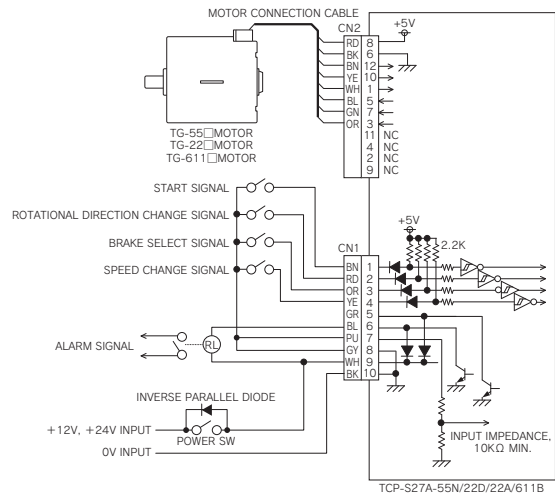 MOTOR CONNECTION CABLE
CN2
+5V
RD 8
BK 6
BN 12
YE 10
WH 1
BL 5
GN 7
OR 3
11 NC
4 NC
2 NC
9 NC
TG-55□MOTOR
TG-22□MOTOR
TG-611□MOTOR
START SIGNAL
ROTATIONAL DIRECTION CHANGE SIGNAL
BRAKE SELECT SIGNAL
SPEED CHANGE SIGNAL
+5V
2.2K
CN1
BN 1
RD 2
OR 3
YE 4
GR 5
BL 6
PU 7
GY 8
WH 9
BK 10
ALARM SIGNAL
RL
INVERSE PARALLEL DIODE
+12V, +24V INPUT
POWER SW
0V INPUT
INPUT IMPEDANCE,
10KΩ MIN.
TCP-S27A-55N/22D/22A/611B